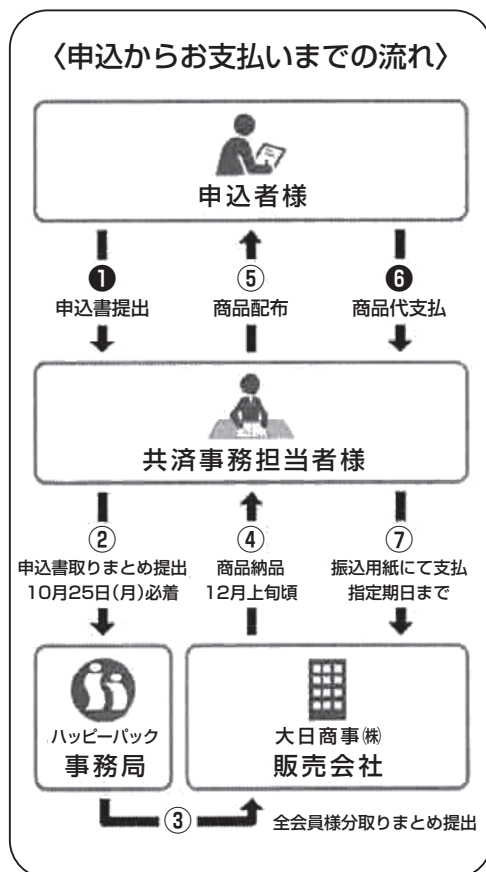 〈申込からお支払いまでの流れ〉
申込者様
❶
申込書提出
⑤
商品配布
❻
商品代支払
共済事務担当者様
②
申込書取りまとめ提出
10月25日(月)必着
④
商品納品
12月上旬頃
⑦
振込用紙にて支払
指定期日まで
ハッピーパック
事務局
大日商事㈱
販売会社
③
全会員様分取りまとめ提出